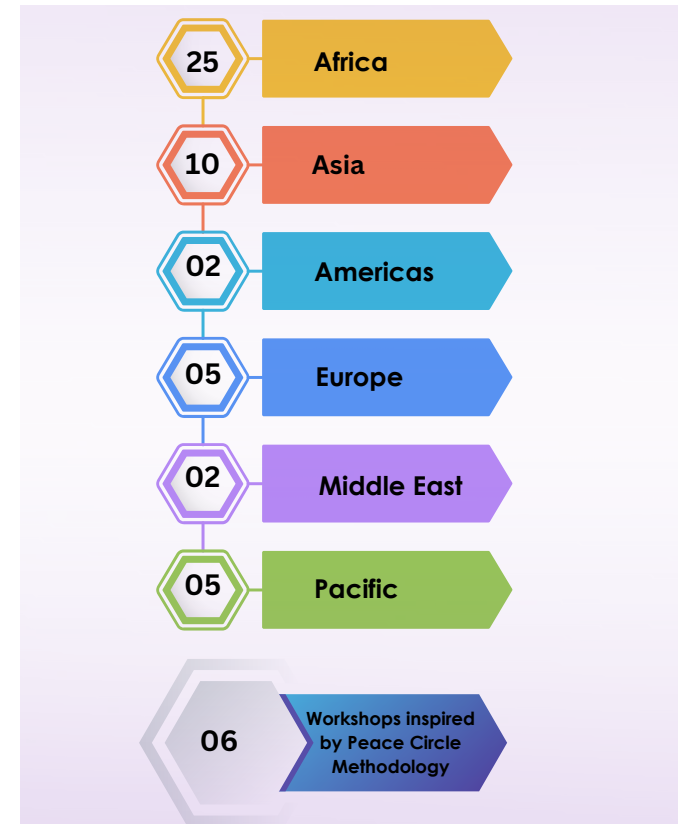 25 Africa
10 Asia
02 Americas
05 Europe
02 Middle East
05 Pacific
06
Workshops inspired
by Peace Circle
Methodology